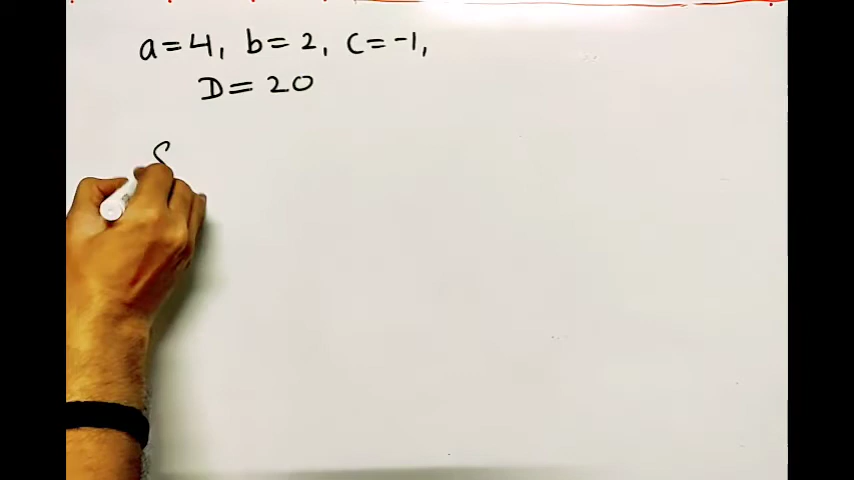 a = 4, b = 2, c = -1,
D = 20